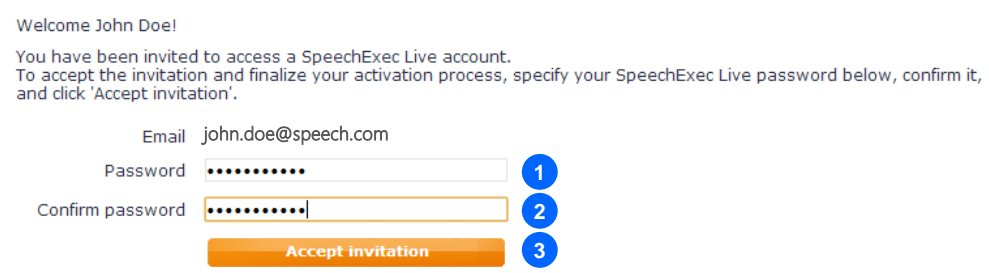 Welcome John Doe!
You have been invited to access a SpeechExec Live account.
To accept the invitation and finalize your activation process, specify your SpeechExec Live password below, confirm it,
and click 'Accept invitation'.
Email john.doe@speech.com
Password ••••••••••• 1
Confirm password ••••••••••• 2
Accept invitation 3